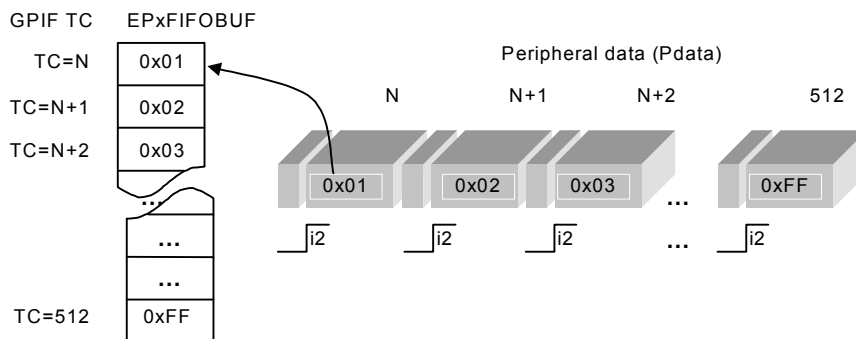 GPIF TC EPxFIFOBUF
TC=N 0x01
TC=N+1 0x02
TC=N+2 0x03
...
...
...
TC=512 0xFF
Peripheral data (Pdata)
N N+1 N+2 512
0x01 0x02 0x03 ... 0xFF
i2 i2 i2 ... i2